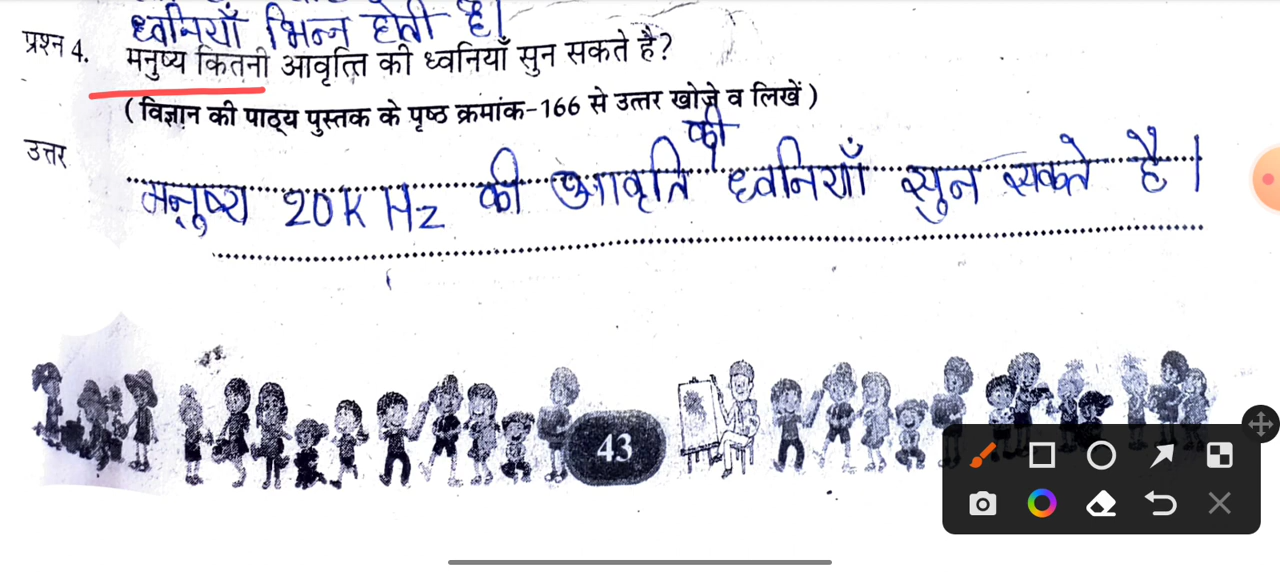 ध्वनियाँ भिन्न होती है।
प्रश्न 4. मनुष्य कितनी आवृत्ति की ध्वनियाँ सुन सकते है?
(विज्ञान की पाठ्य पुस्तक के पृष्ठ क्रमांक-166 से उत्तर खोजे व लिखें)
उत्तर
की
मनुष्य 20K Hz की आवृति ध्वनियाँ सुन सकते है।
43